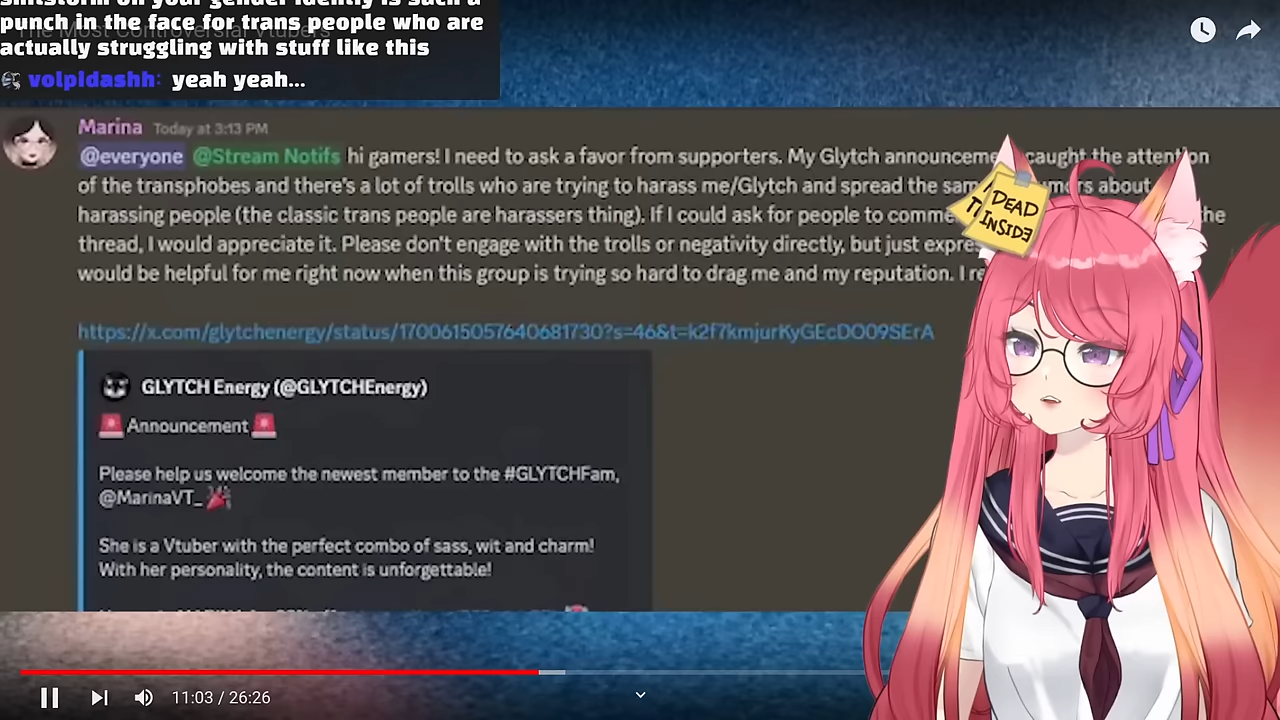 punch in the face for trans people who are
The Most Controversial Vtubers
actually struggling with stuff like this
volpidashh: yeah yeah...
Marina Today at 3:13 PM
@everyone @Stream Notifs hi gamers! I need to ask a favor from supporters. My Glytch announceme caught the attention
of the transphobes and there's a lot of trolls who are trying to harass me/Glytch and spread the sam mors about
harassing people (the classic trans people are harassers thing). If I could ask for people to comme the
thread, I would appreciate it. Please don't engage with the trolls or negativity directly, but just expre
would be helpful for me right now when this group is trying so hard to drag me and my reputation. I re
https://x.com/glytchenergy/status/1700615057640681730?s=46&t=k2f7kmjurKyGEcDO09SErA
GLYTCH Energy (@GLYTCHEnergy)
Announcement
Please help us welcome the newest member to the #GLYTCHFam,
@MarinaVT_
She is a Vtuber with the perfect combo of sass, wit and charm!
With her personality, the content is unforgettable!
DEAD
INSIDE
11:03 / 26:26